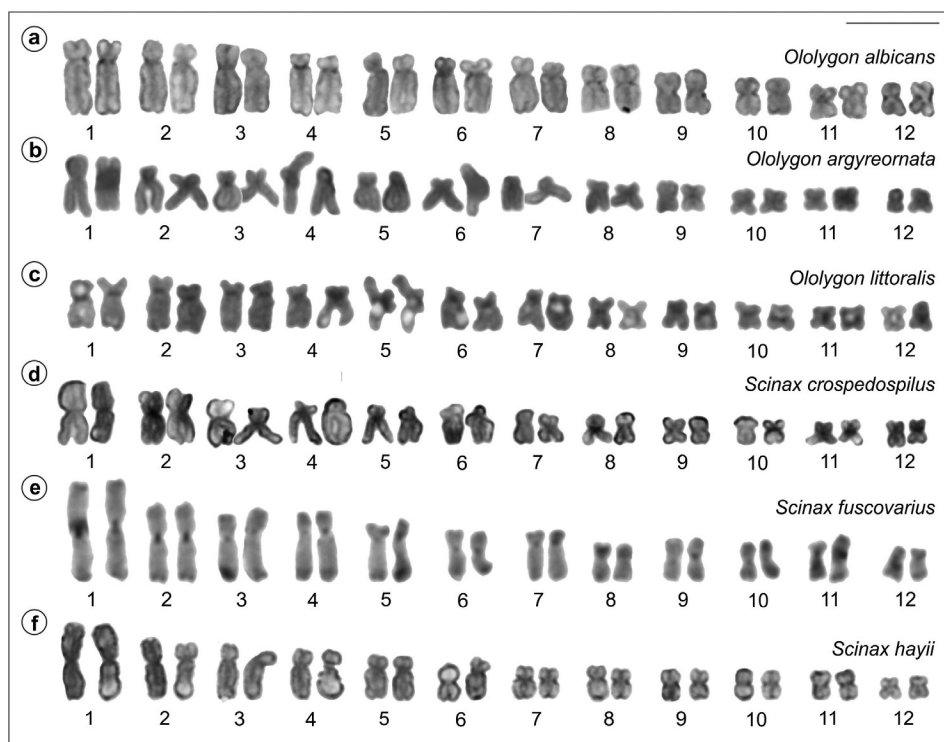 a
Ololygon albicans
1 2 3 4 5 6 7 8 9 10 11 12
b
Ololygon argyreornata
1 2 3 4 5 6 7 8 9 10 11 12
c
Ololygon littoralis
1 2 3 4 5 6 7 8 9 10 11 12
d
Scinax crospedospilus
1 2 3 4 5 6 7 8 9 10 11 12
e
Scinax fuscovarius
1 2 3 4 5 6 7 8 9 10 11 12
f
Scinax hayii
1 2 3 4 5 6 7 8 9 10 11 12